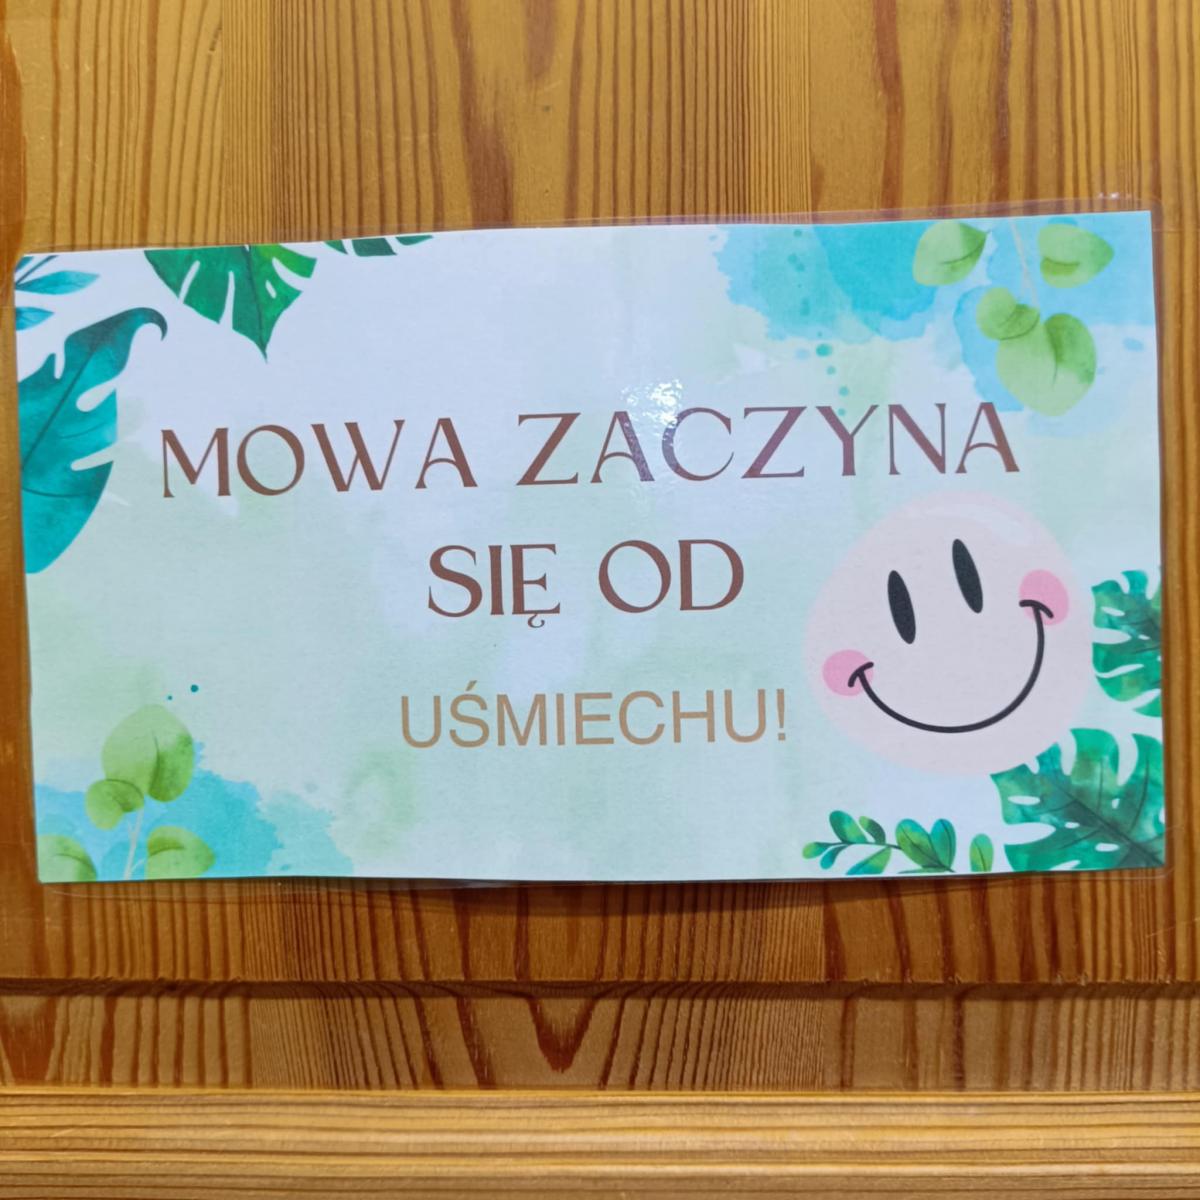 MOWA ZACZYNA
SIĘ OD
UŚMIECHU!